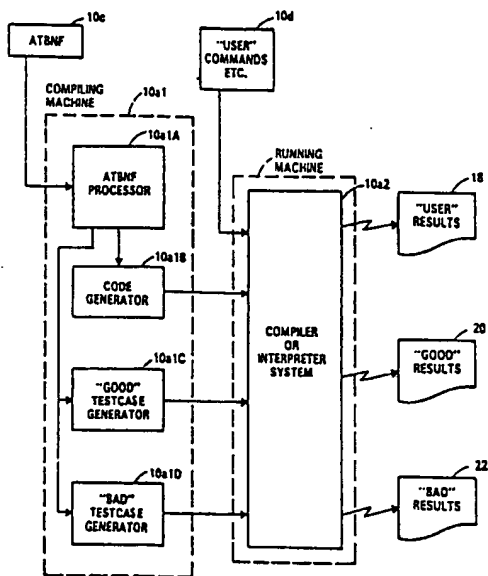 10e
ATBNF
10d
"USER"
COMMANDS
ETC.
COMPILING
MACHINE
10a1
10a1A
ATBNF
PROCESSOR
RUNNING
MACHINE
10a2
18
"USER"
RESULTS
10a1B
CODE
GENERATOR
COMPILER
OR
INTERPRETER
SYSTEM
20
"GOOD"
RESULTS
10a1C
"GOOD"
TESTCASE
GENERATOR
22
"BAD"
RESULTS
10a1D
"BAD"
TESTCASE
GENERATOR